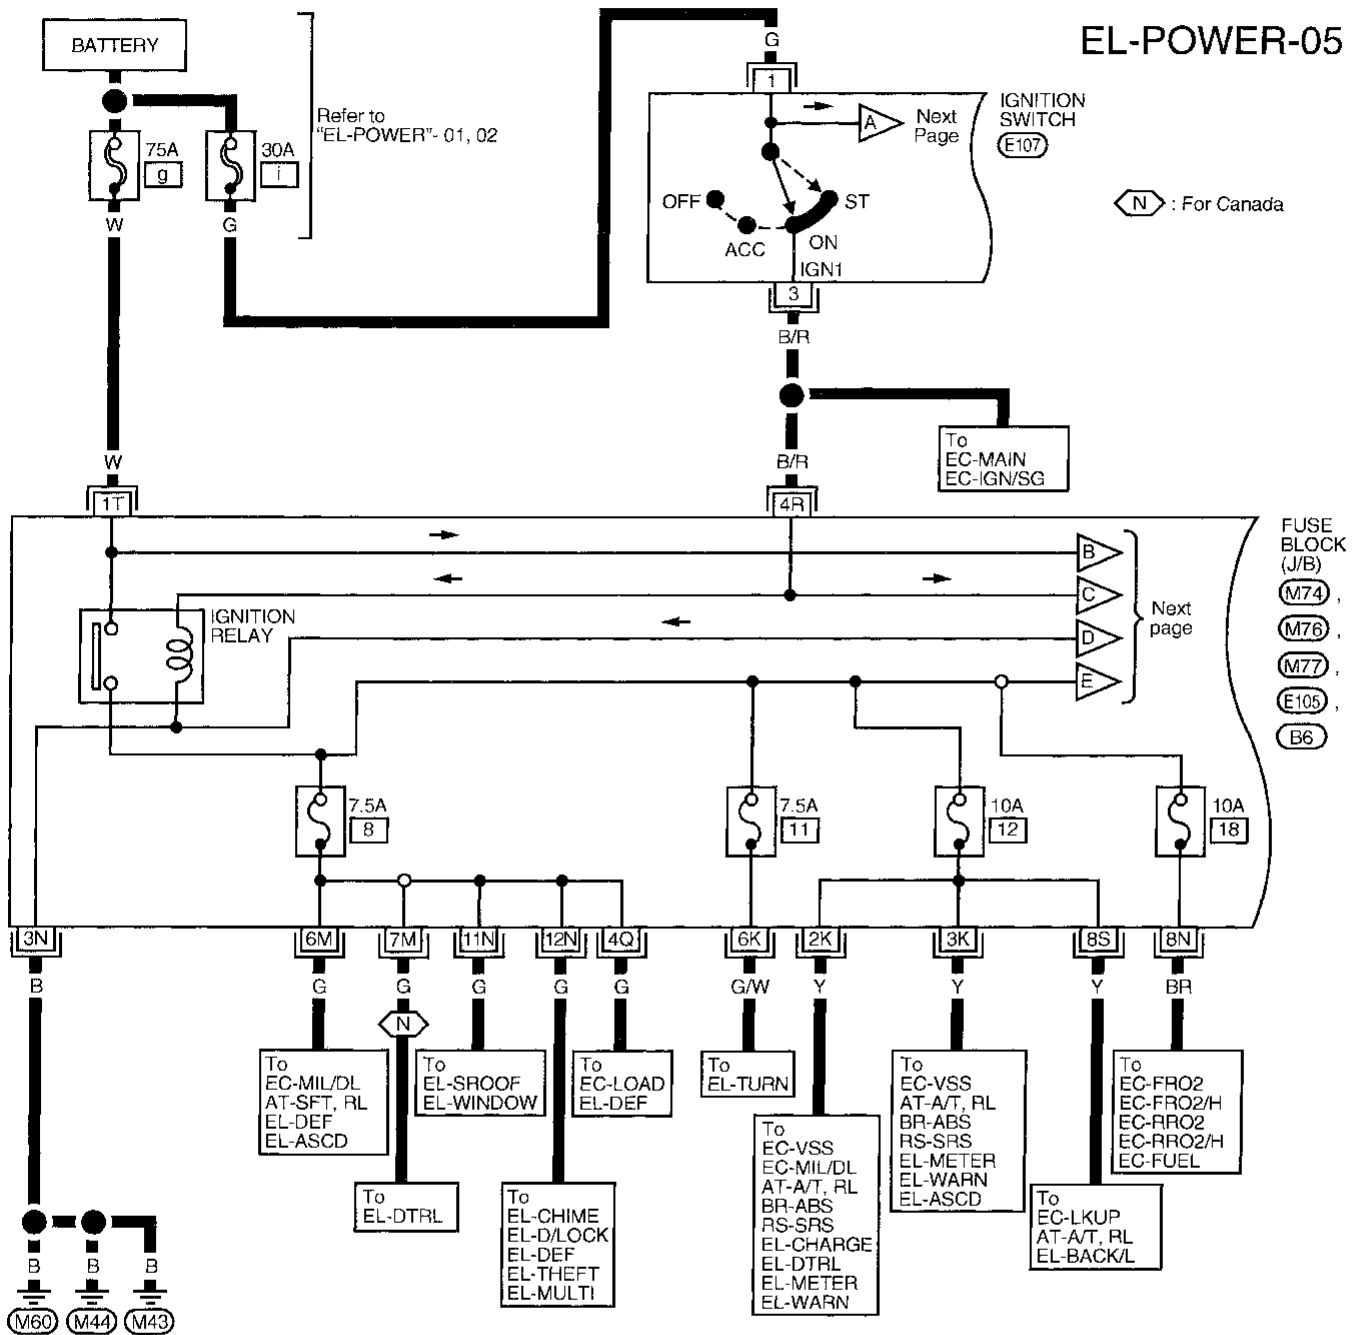 EL-POWER-05
BATTERY
Refer to
"EL-POWER"- 01, 02
75A
g
30A
i
W
G
G
1
A
Next
Page
IGNITION
SWITCH
E107
OFF
ACC
ON
ST
IGN1
N : For Canada
3
B/R
B/R
To
EC-MAIN
EC-IGN/SG
W
1T
4R
B
C
D
E
Next
page
FUSE
BLOCK
(J/B)
M74 ,
M76 ,
M77 ,
E105 ,
B6
IGNITION
RELAY
7.5A
8
7.5A
11
10A
12
10A
18
3N
6M
7M
11N
12N
4Q
6K
2K
3K
8S
8N
B
G
G
G
G
G
G/W
Y
Y
Y
BR
N
To
EC-MIL/DL
AT-SFT, RL
EL-DEF
EL-ASCD
To
EL-DTRL
To
EL-SROOF
EL-WINDOW
To
EL-CHIME
EL-D/LOCK
EL-DEF
EL-THEFT
EL-MULTI
To
EC-LOAD
EL-DEF
To
EL-TURN
To
EC-VSS
EC-MIL/DL
AT-A/T, RL
BR-ABS
RS-SRS
EL-CHARGE
EL-DTRL
EL-METER
EL-WARN
To
EC-VSS
AT-A/T, RL
BR-ABS
RS-SRS
EL-METER
EL-WARN
EL-ASCD
To
EC-LKUP
AT-A/T, RL
EL-BACK/L
To
EC-FRO2
EC-FRO2/H
EC-RRO2
EC-RRO2/H
EC-FUEL
B
B
B
M60
M44
M43